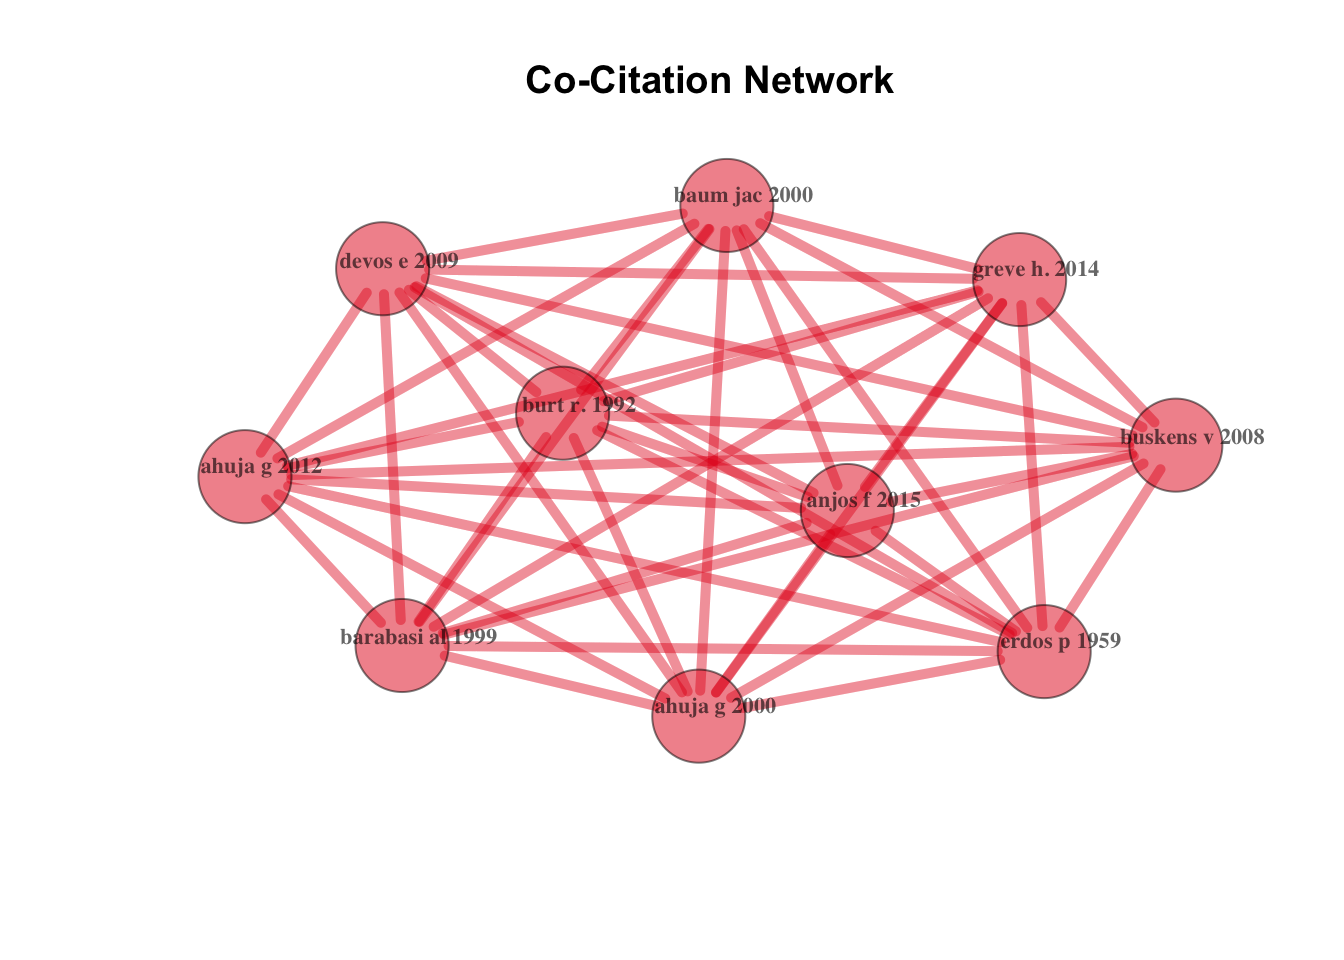 Co-Citation Network
baum jac 2000
devos e 2009
greve h. 2014
burt r. 1992
buskens v 2008
ahuja g 2012
anjos f 2015
barabasi al 1999
erdos p 1959
ahuja g 2000